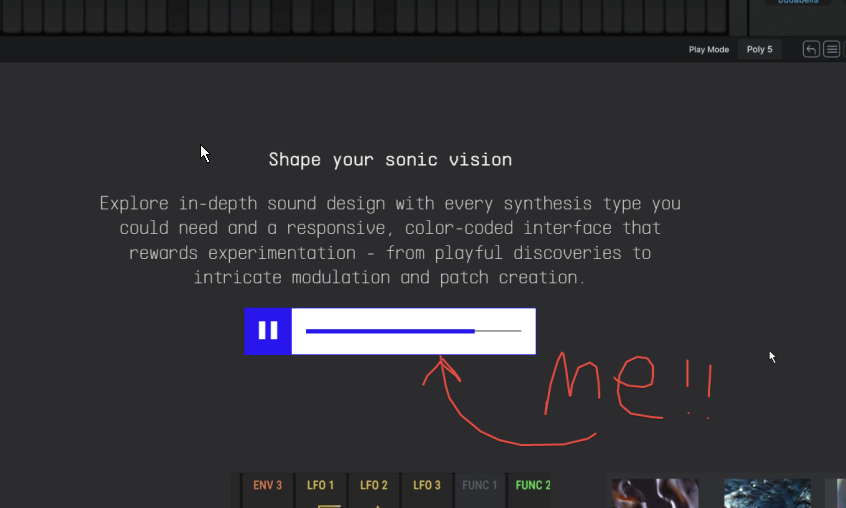 Play Mode Poly 5
Shape your sonic vision
Explore in-depth sound design with every synthesis type you
could need and a responsive, color-coded interface that
rewards experimentation - from playful discoveries to
intricate modulation and patch creation.
Me!!
ENV 3 LFO 1 LFO 2 LFO 3 FUNC 1 FUNC 2